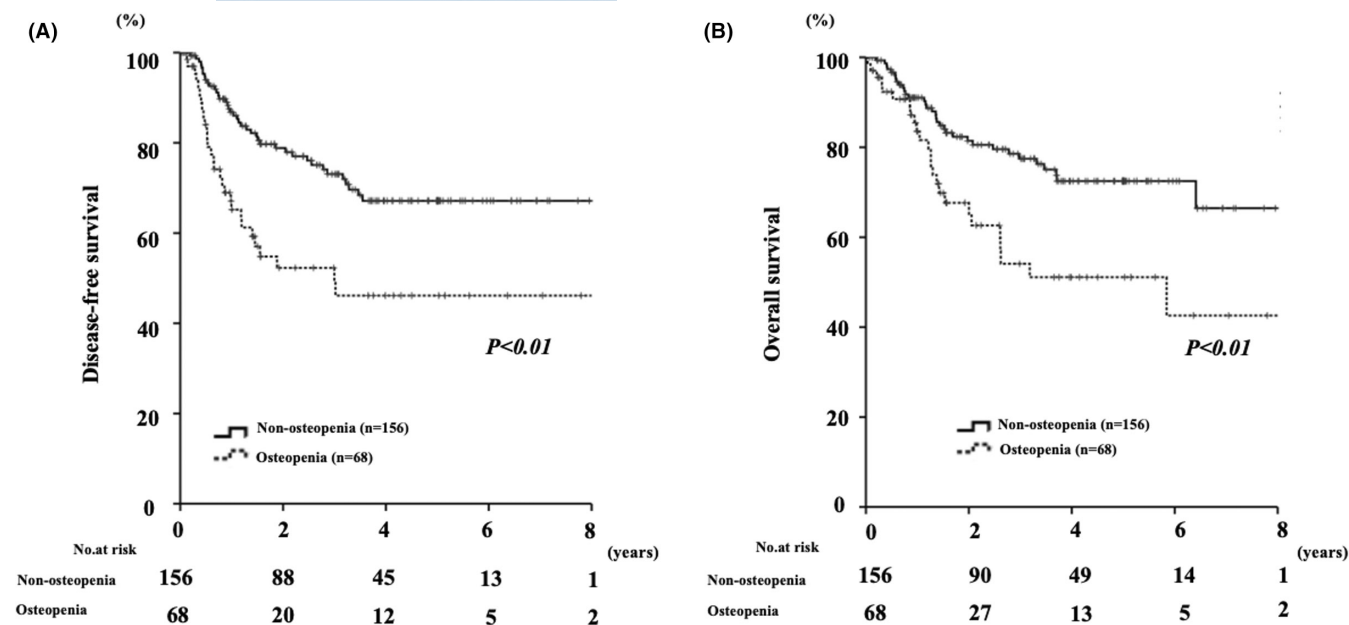 (A)
(%)
100
80
60
40
20
0
Disease-free survival
P<0.01
Non-osteopenia (n=156)
Osteopenia (n=68)
0 2 4 6 8
(years)
No.at risk
Non-osteopenia 156 88 45 13 1
Osteopenia 68 20 12 5 2
(B)
(%)
100
80
60
40
20
0
Overall survival
P<0.01
Non-osteopenia (n=156)
Osteopenia (n=68)
0 2 4 6 8
(years)
No.at risk
Non-osteopenia 156 90 49 14 1
Osteopenia 68 27 13 5 2